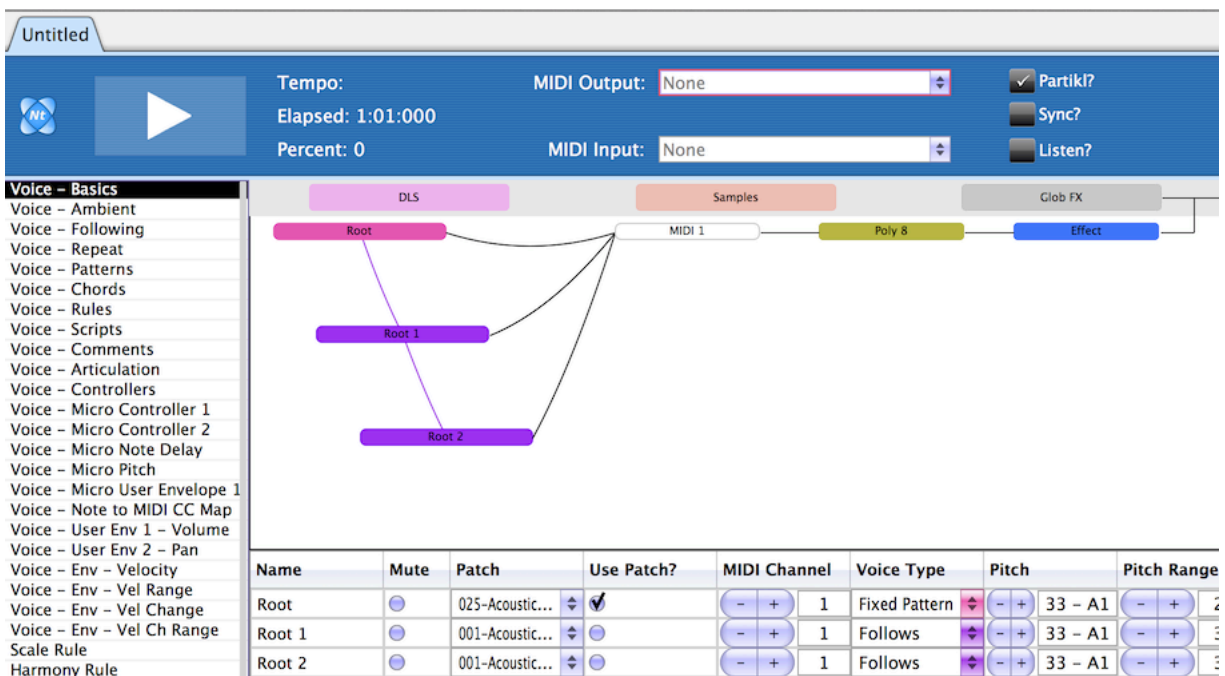 Untitled
Tempo:
MIDI Output: None
Partikl?
Nt
Elapsed: 1:01:000
Sync?
Percent: 0
MIDI Input: None
Listen?
Voice – Basics
Voice – Ambient
Voice – Following
Voice – Repeat
Voice – Patterns
Voice – Chords
Voice – Rules
Voice – Scripts
Voice – Comments
Voice – Articulation
Voice – Controllers
Voice – Micro Controller 1
Voice – Micro Controller 2
Voice – Micro Note Delay
Voice – Micro Pitch
Voice – Micro User Envelope 1
Voice – Note to MIDI CC Map
Voice – User Env 1 – Volume
Voice – User Env 2 – Pan
Voice – Env – Velocity
Voice – Env – Vel Range
Voice – Env – Vel Change
Voice – Env – Vel Ch Range
Scale Rule
Harmony Rule
DLS Samples Glob FX
Root MIDI 1 Poly 8 Effect
Root 1
Root 2
Name Mute Patch Use Patch? MIDI Channel Voice Type Pitch Pitch Range
Root 025-Acoustic... - + 1 Fixed Pattern - + 33 – A1 - +
Root 1 001-Acoustic... - + 1 Follows - + 33 – A1 - +
Root 2 001-Acoustic... - + 1 Follows - + 33 – A1 - +